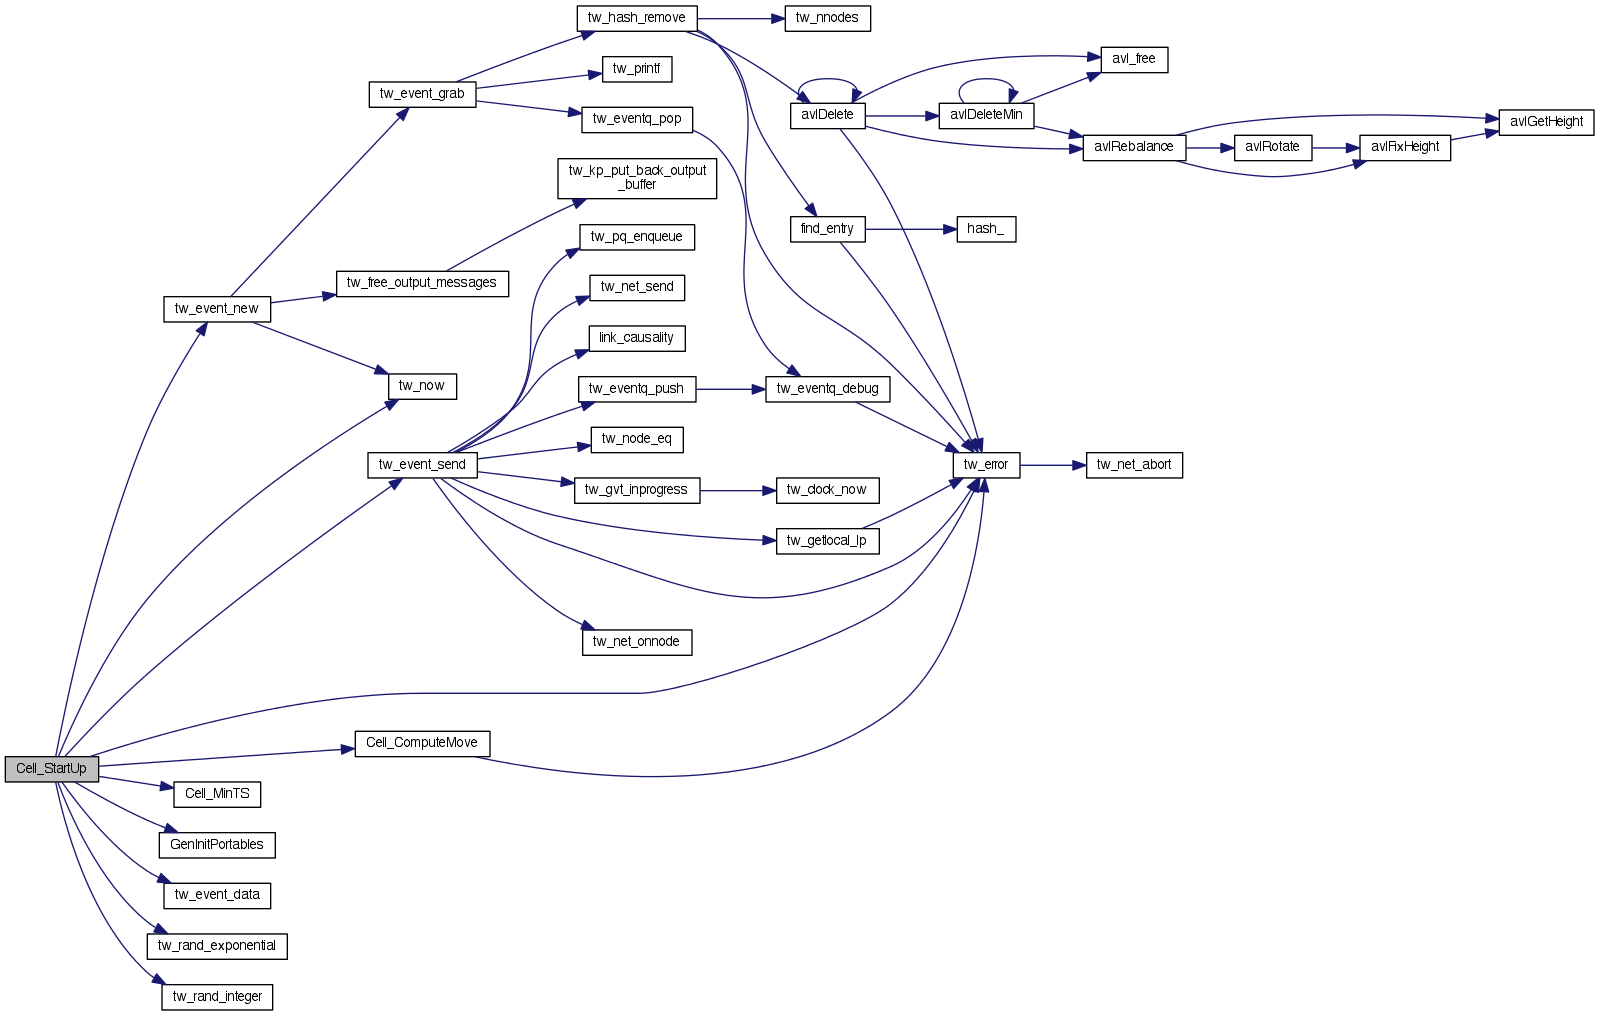 tw_hash_remove
tw_nnodes
avl_free
tw_printf
tw_event_grab
tw_eventq_pop
avlDelete
avlDeleteMin
avlGetHeight
avlRebalance
avlRotate
avlFixHeight
tw_kp_put_back_output
_buffer
find_entry
hash_
tw_pq_enqueue
tw_free_output_messages
tw_net_send
tw_event_new
link_causality
tw_now
tw_eventq_push
tw_eventq_debug
tw_node_eq
tw_event_send
tw_error
tw_net_abort
tw_gvt_inprogress
tw_clock_now
tw_getlocal_lp
tw_net_onnode
Cell_ComputeMove
Cell_StartUp
Cell_MinTS
GenInitPortables
tw_event_data
tw_rand_exponential
tw_rand_integer